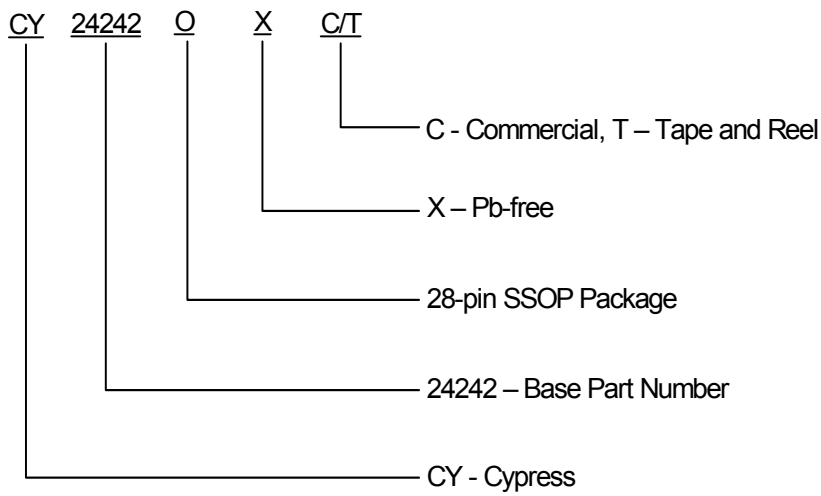 CY 24242 O X C/T
C - Commercial, T – Tape and Reel
X – Pb-free
28-pin SSOP Package
24242 – Base Part Number
CY - Cypress